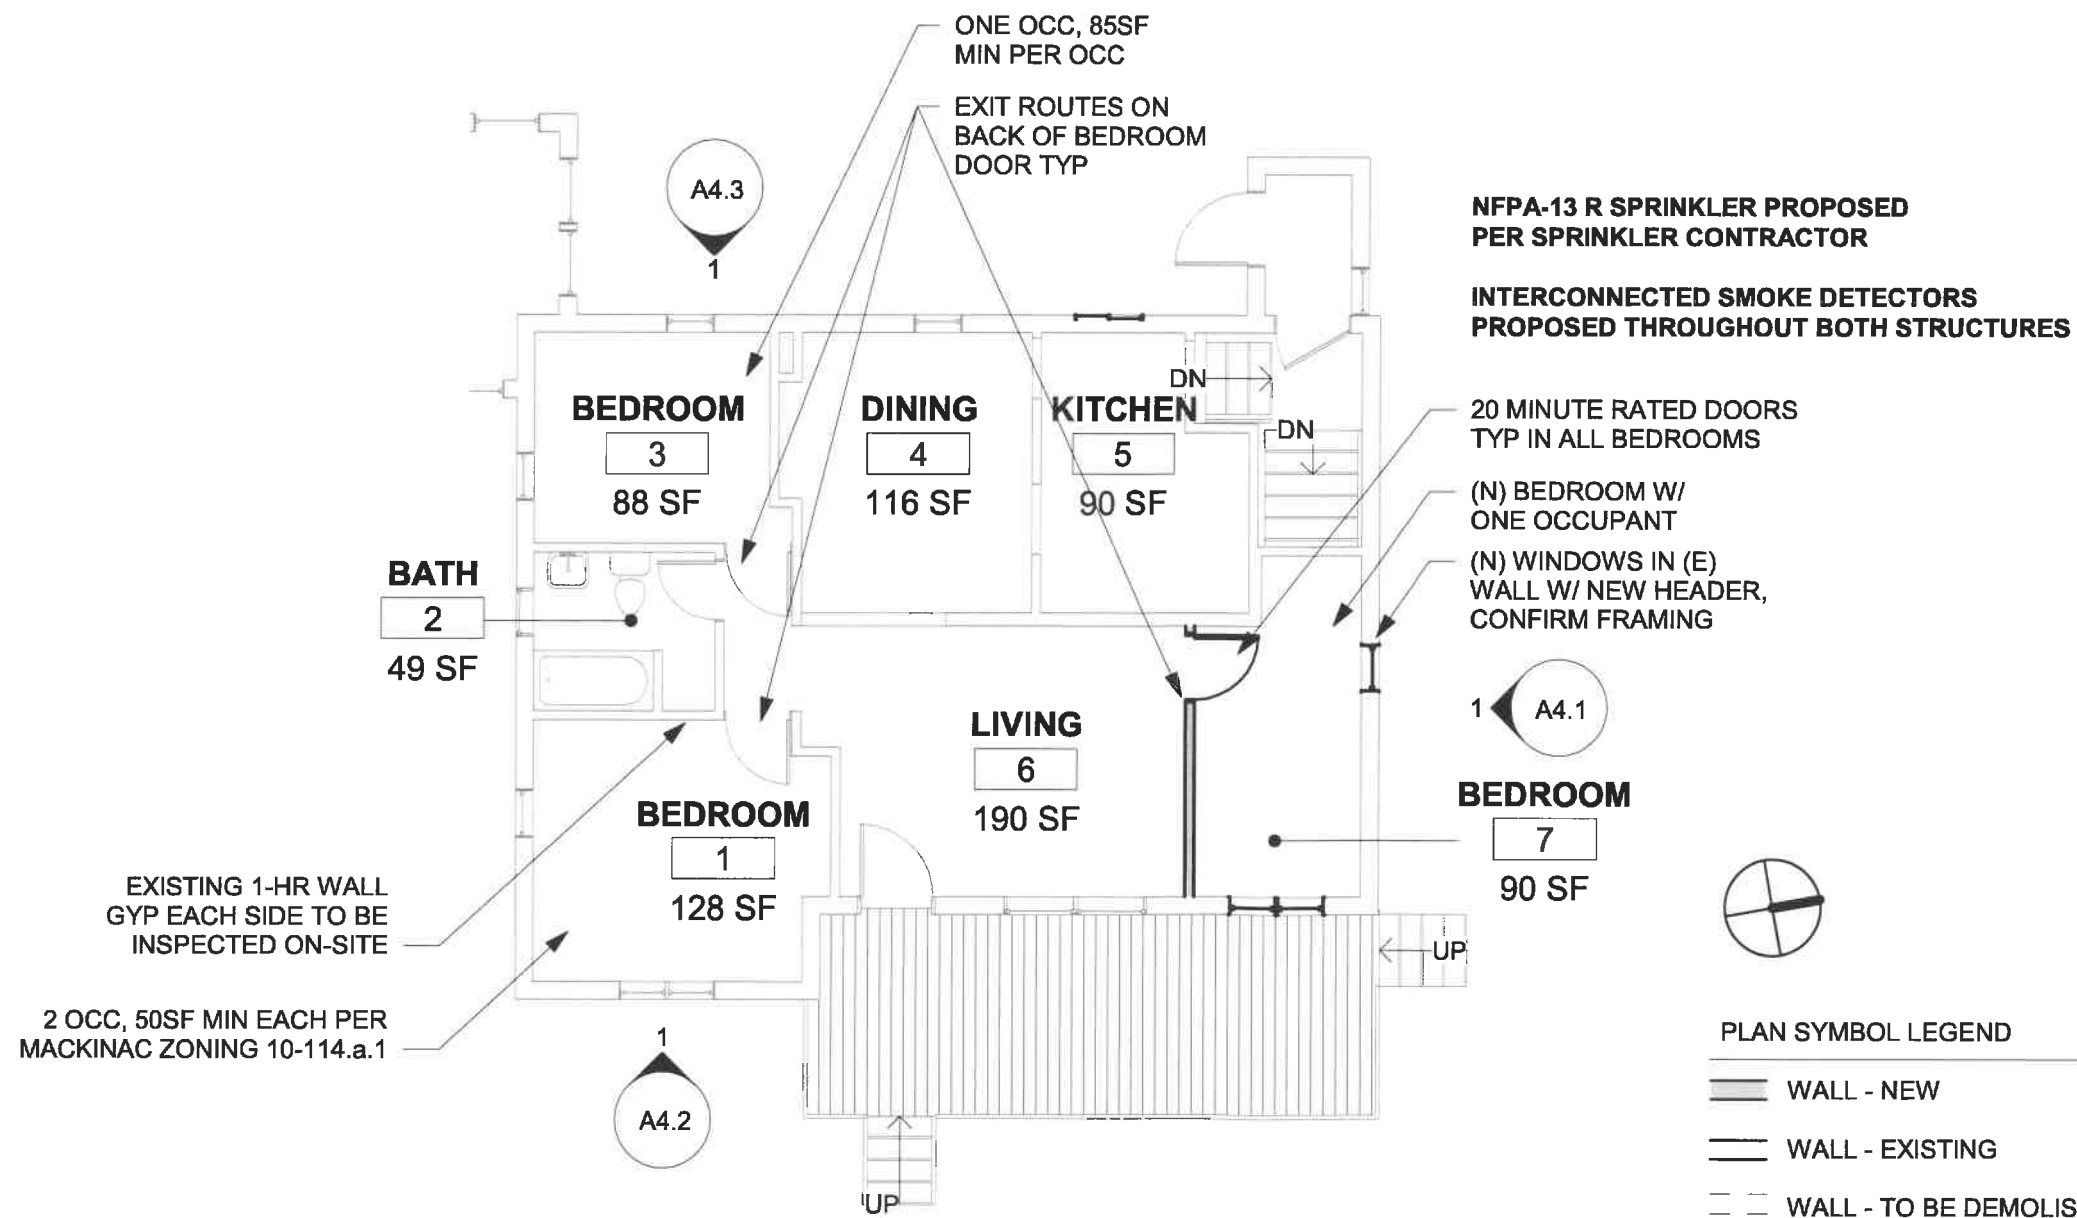 ONE OCC, 85SF
MIN PER OCC
EXIT ROUTES ON
BACK OF BEDROOM
DOOR TYP
A4.3
1
NFPA-13 R SPRINKLER PROPOSED
PER SPRINKLER CONTRACTOR
INTERCONNECTED SMOKE DETECTORS
PROPOSED THROUGHOUT BOTH STRUCTURES
BEDROOM
3
88 SF
DINING
4
116 SF
KITCHEN
5
90 SF
DN
DN
20 MINUTE RATED DOORS
TYP IN ALL BEDROOMS
(N) BEDROOM W/
ONE OCCUPANT
(N) WINDOWS IN (E)
WALL W/ NEW HEADER,
CONFIRM FRAMING
BATH
2
49 SF
LIVING
6
190 SF
1
A4.1
BEDROOM
7
90 SF
BEDROOM
1
128 SF
EXISTING 1-HR WALL
GYP EACH SIDE TO BE
INSPECTED ON-SITE
UP
2 OCC, 50SF MIN EACH PER
MACKINAC ZONING 10-114.a.1
1
A4.2
UP
PLAN SYMBOL LEGEND
WALL - NEW
WALL - EXISTING
WALL - TO BE DEMOLIS